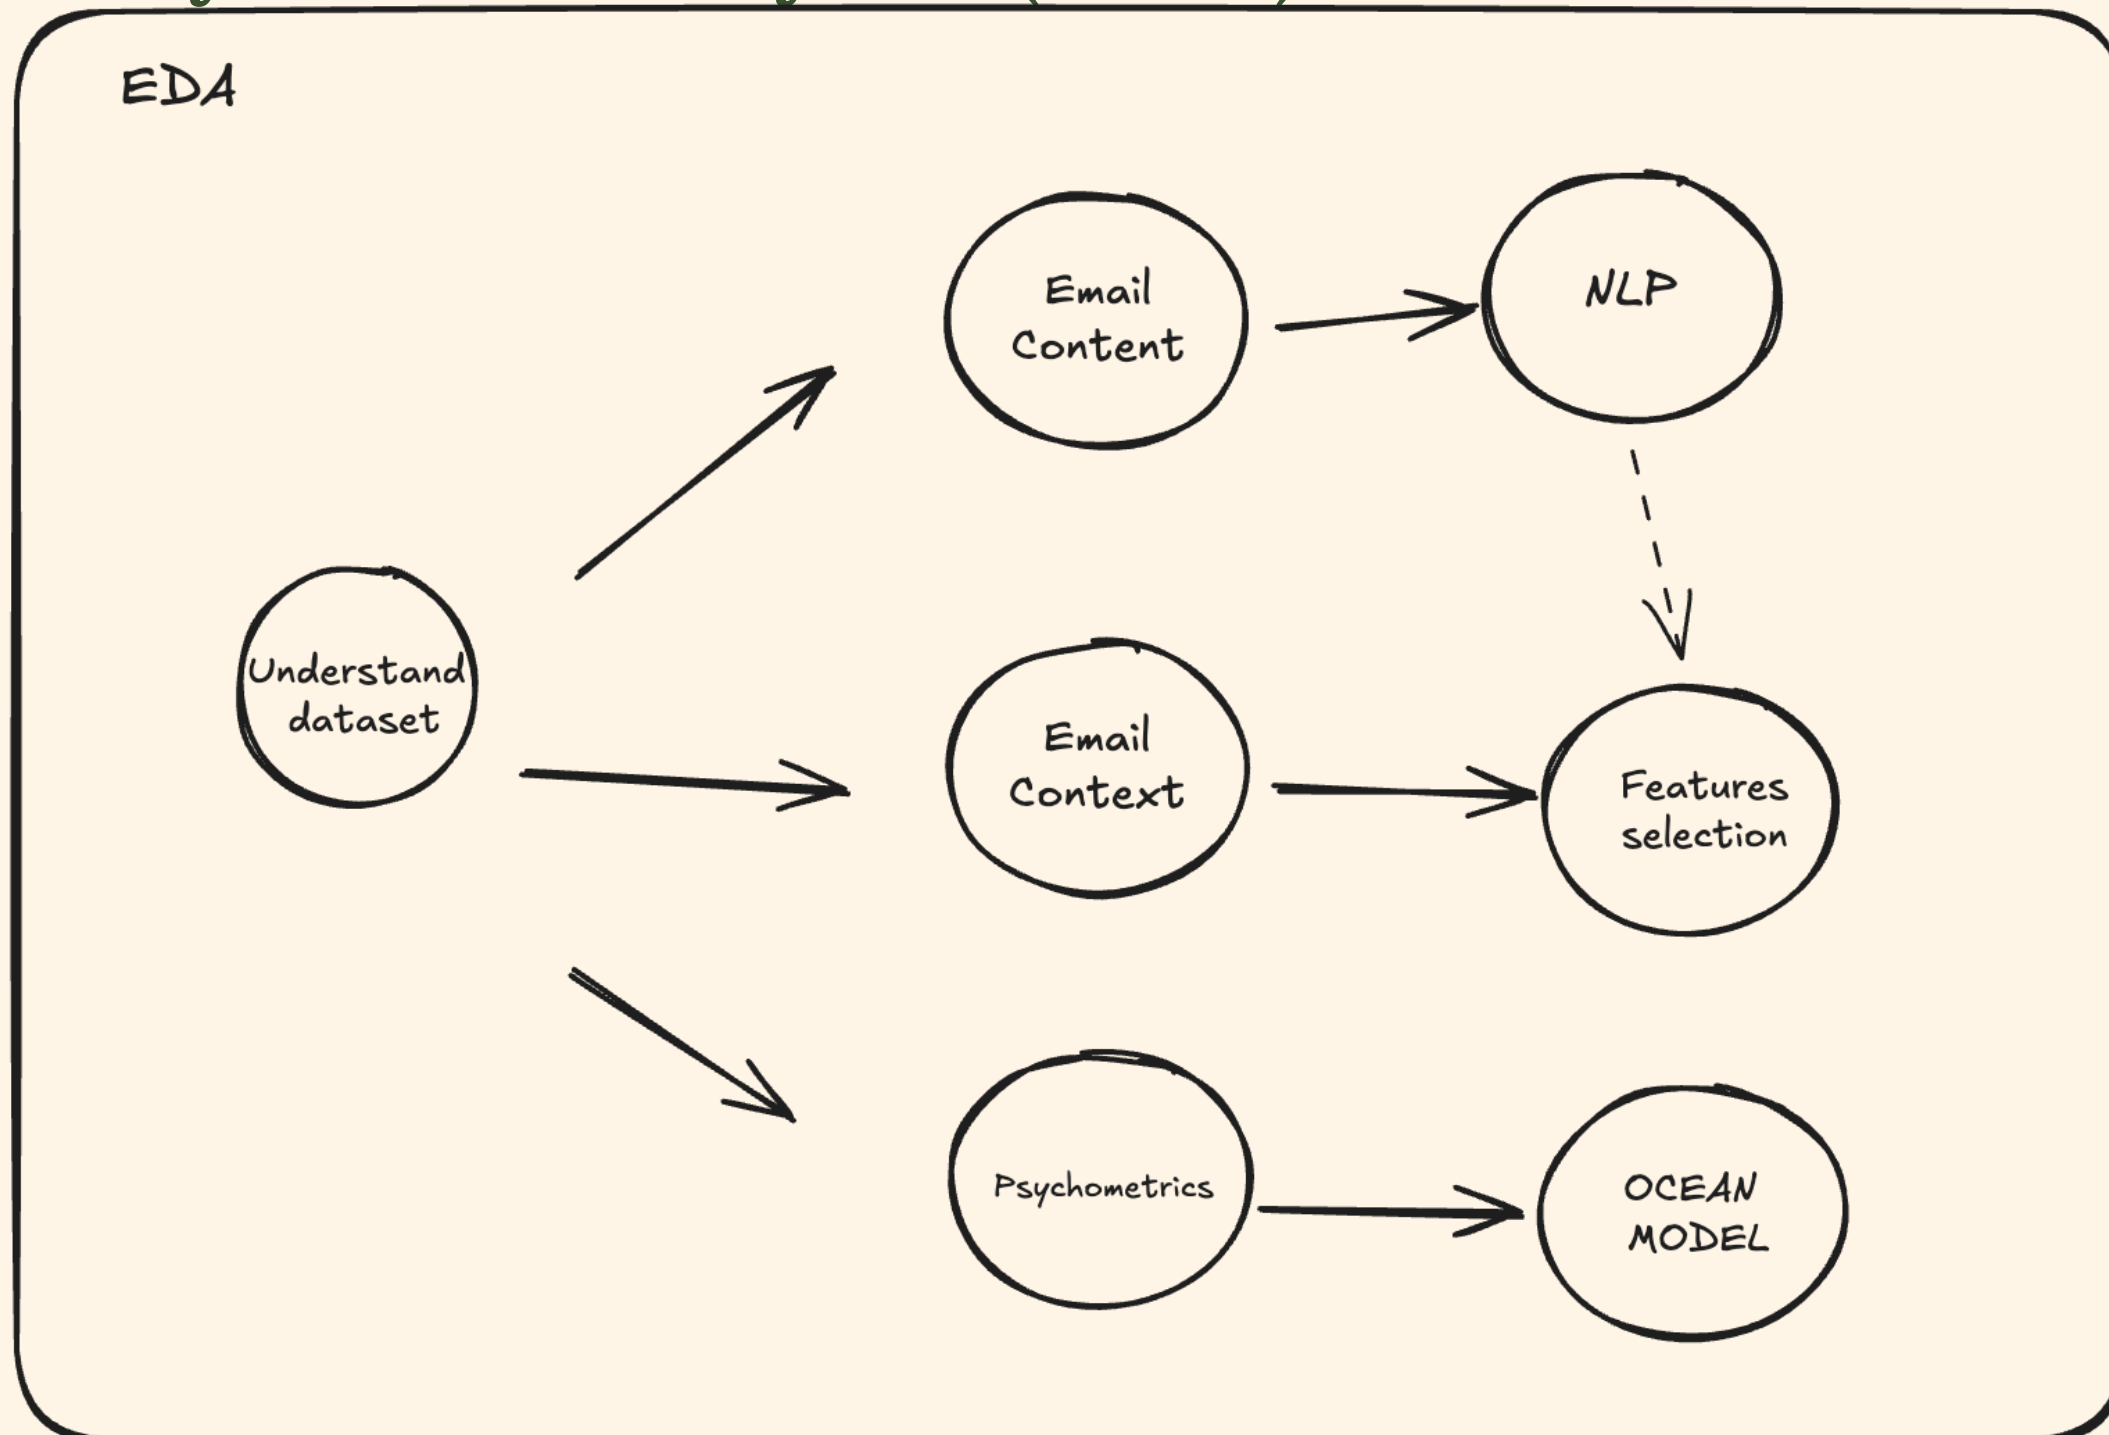 EDA
Email
Content
NLP
Understand
dataset
Email
Context
Features
selection
Psychometrics
OCEAN
MODEL